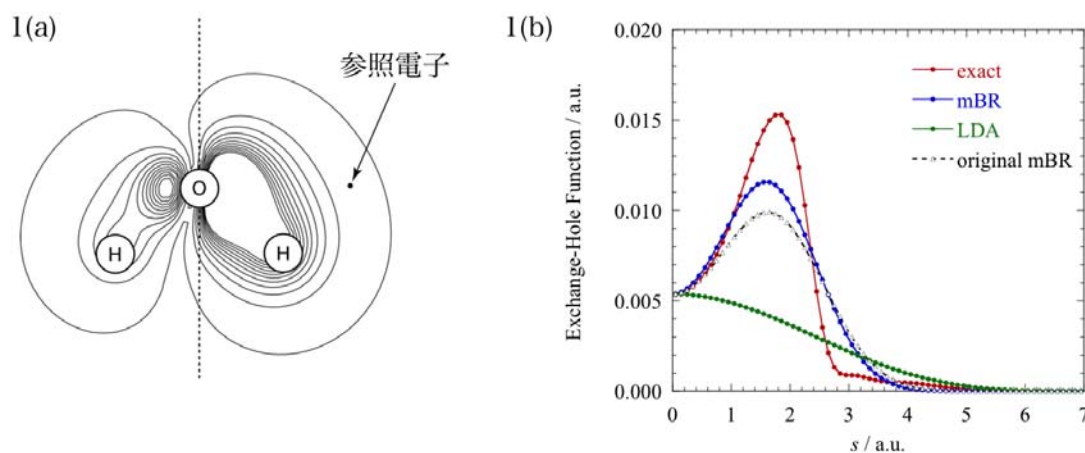 1(a)
参照電子
O
H
H
1(b)
Exchange-Hole Function / a.u.
0.020
0.015
0.010
0.005
0.000
exact
mBR
LDA
original mBR
0 1 2 3 4 5 6 7
s / a.u.